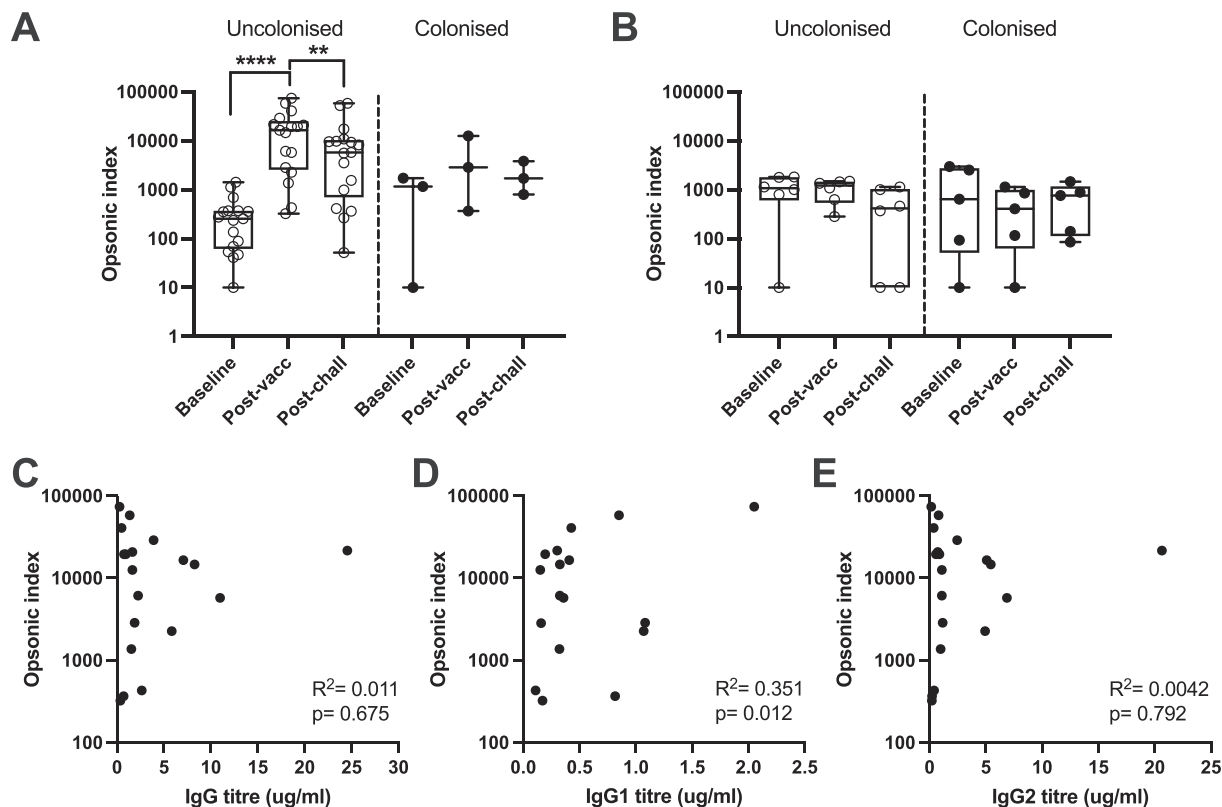 A
Uncolonised
Colonised
****
**
Opsonic index
100000
10000
1000
100
10
1
Baseline
Post-vacc
Post-chall
Baseline
Post-vacc
Post-chall
B
Uncolonised
Colonised
Opsonic index
100000
10000
1000
100
10
1
Baseline
Post-vacc
Post-chall
Baseline
Post-vacc
Post-chall
C
Opsonic index
100000
10000
1000
100
R²= 0.011
p= 0.675
0 5 10 15 20 25 30
IgG titre (ug/ml)
D
Opsonic index
100000
10000
1000
100
R²= 0.351
p= 0.012
0.0 0.5 1.0 1.5 2.0 2.5
IgG1 titre (ug/ml)
E
Opsonic index
100000
10000
1000
100
R²= 0.0042
p= 0.792
0 5 10 15 20 25
IgG2 titre (ug/ml)